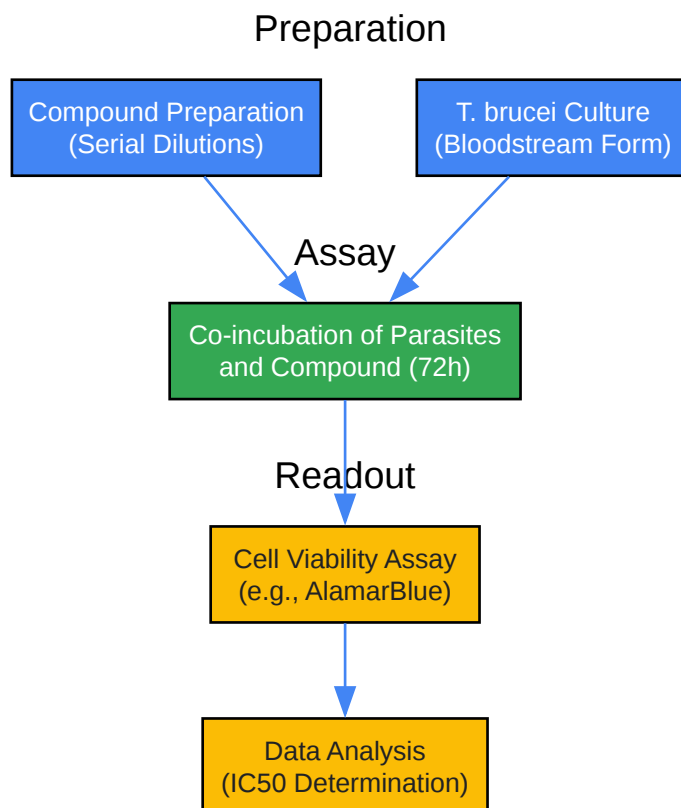 Preparation
Compound Preparation
(Serial Dilutions)
T. brucei Culture
(Bloodstream Form)
Assay
Co-incubation of Parasites
and Compound (72h)
Readout
Cell Viability Assay
(e.g., AlamarBlue)
Data Analysis
(IC50 Determination)